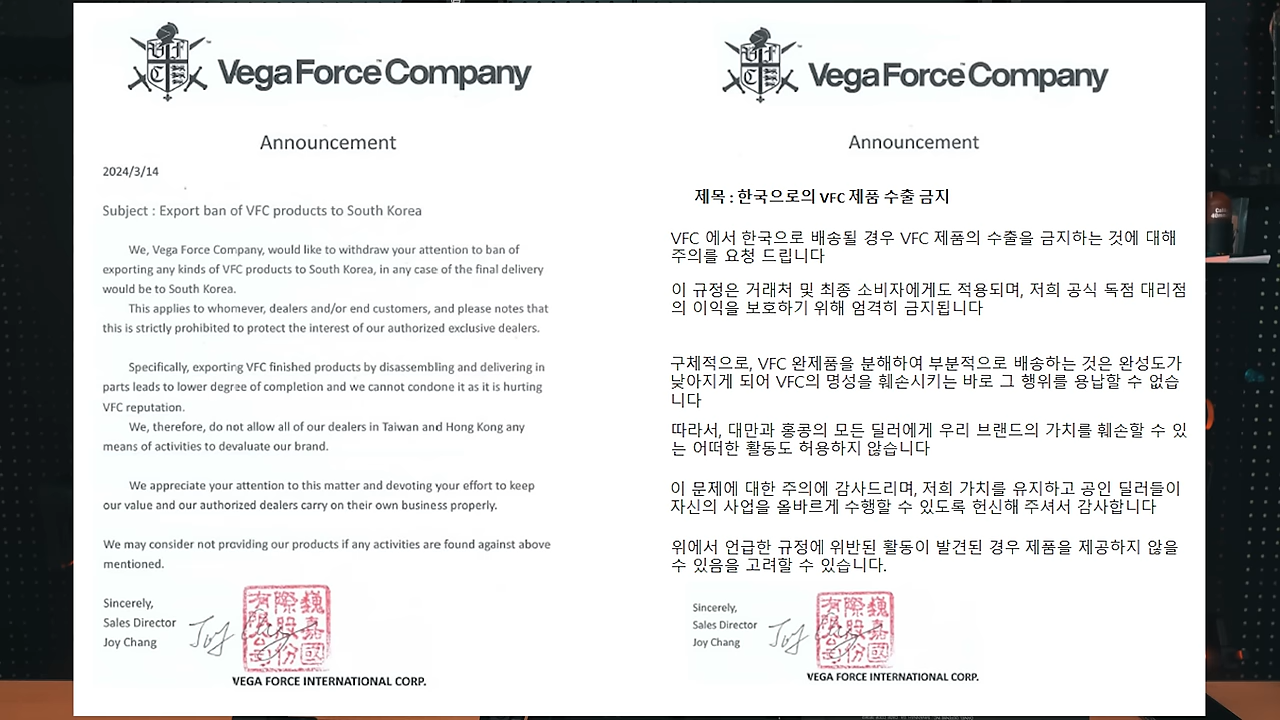 Vega Force Company
Announcement
2024/3/14
Subject : Export ban of VFC products to South Korea
We, Vega Force Company, would like to withdraw your attention to ban of
exporting any kinds of VFC products to South Korea, in any case of the final delivery
would be to South Korea.
This applies to whomever, dealers and/or end customers, and please notes that
this is strictly prohibited to protect the interest of our authorized exclusive dealers.
Specifically, exporting VFC finished products by disassembling and delivering in
parts leads to lower degree of completion and we cannot condone it as it is hurting
VFC reputation.
We, therefore, do not allow all of our dealers in Taiwan and Hong Kong any
means of activities to devaluate our brand.
We appreciate your attention to this matter and devoting your effort to keep
our value and our authorized dealers carry on their own business properly.
We may consider not providing our products if any activities are found against above
mentioned.
Sincerely,
Sales Director
Joy Chang
巍嘉國
際股份
有限公司
VEGA FORCE INTERNATIONAL CORP.
Vega Force Company
Announcement
제목 : 한국으로의 VFC 제품 수출 금지
VFC 에서 한국으로 배송될 경우 VFC 제품의 수출을 금지하는 것에 대해
주의를 요청 드립니다
이 규정은 거래처 및 최종 소비자에게도 적용되며, 저희 공식 독점 대리점
의 이익을 보호하기 위해 엄격히 금지됩니다
구체적으로, VFC 완제품을 분해하여 부분적으로 배송하는 것은 완성도가
낮아지게 되어 VFC의 명성을 훼손시키는 바로 그 행위를 용납할 수 없습
니다
따라서, 대만과 홍콩의 모든 딜러에게 우리 브랜드의 가치를 훼손할 수 있
는 어떠한 활동도 허용하지 않습니다
이 문제에 대한 주의에 감사드리며, 저희 가치를 유지하고 공인 딜러들이
자신의 사업을 올바르게 수행할 수 있도록 헌신해 주셔서 감사합니다
위에서 언급한 규정에 위반된 활동이 발견된 경우 제품을 제공하지 않을
수 있음을 고려할 수 있습니다.
Sincerely,
Sales Director
Joy Chang
巍嘉國
際股份
有限公司
VEGA FORCE INTERNATIONAL CORP.